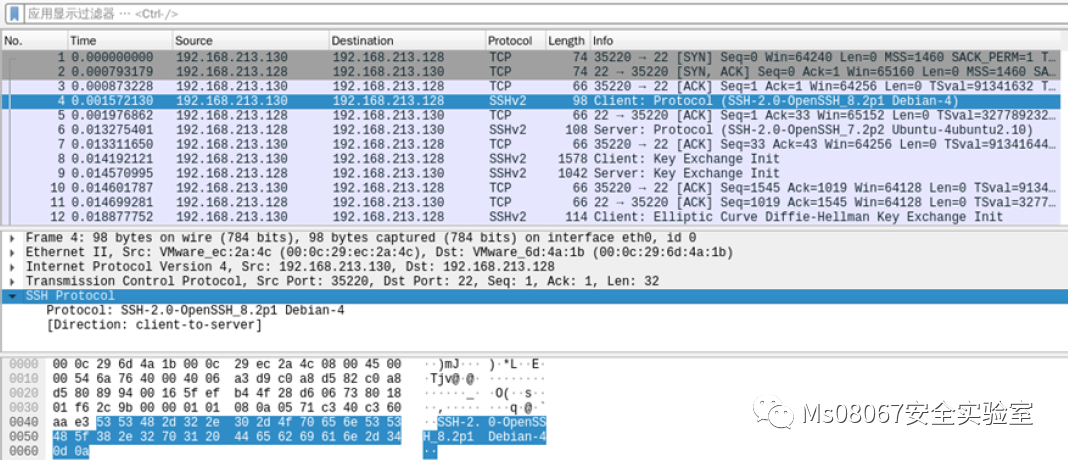 应用显示过滤器 … <Ctrl-/>
No. Time Source Destination Protocol Length Info
1 0.000000000 192.168.213.130 192.168.213.128 TCP 74 35220 → 22 [SYN] Seq=0 Win=64240 Len=0 MSS=1460 SACK_PERM=1 T…
2 0.000793179 192.168.213.128 192.168.213.130 TCP 74 22 → 35220 [SYN, ACK] Seq=0 Ack=1 Win=65160 Len=0 MSS=1460 SA…
3 0.000873228 192.168.213.130 192.168.213.128 TCP 66 35220 → 22 [ACK] Seq=1 Ack=1 Win=64256 Len=0 TSval=91341632 T…
4 0.001572130 192.168.213.130 192.168.213.128 SSHv2 98 Client: Protocol (SSH-2.0-OpenSSH_8.2p1 Debian-4)
5 0.001976862 192.168.213.128 192.168.213.130 TCP 66 22 → 35220 [ACK] Seq=1 Ack=33 Win=65152 Len=0 TSval=327789232…
6 0.013275401 192.168.213.128 192.168.213.130 SSHv2 108 Server: Protocol (SSH-2.0-OpenSSH_7.2p2 Ubuntu-4ubuntu2.10)
7 0.013311650 192.168.213.130 192.168.213.128 TCP 66 35220 → 22 [ACK] Seq=33 Ack=43 Win=64256 Len=0 TSval=91341644…
8 0.014192121 192.168.213.130 192.168.213.128 SSHv2 1578 Client: Key Exchange Init
9 0.014570995 192.168.213.128 192.168.213.130 SSHv2 1042 Server: Key Exchange Init
10 0.014601787 192.168.213.130 192.168.213.128 TCP 66 35220 → 22 [ACK] Seq=1545 Ack=1019 Win=64128 Len=0 TSval=9134…
11 0.014699281 192.168.213.128 192.168.213.130 TCP 66 22 → 35220 [ACK] Seq=1019 Ack=1545 Win=64128 Len=0 TSval=3277…
12 0.018877752 192.168.213.130 192.168.213.128 SSHv2 114 Client: Elliptic Curve Diffie-Hellman Key Exchange Init
Frame 4: 98 bytes on wire (784 bits), 98 bytes captured (784 bits) on interface eth0, id 0
Ethernet II, Src: VMware_ec:2a:4c (00:0c:29:ec:2a:4c), Dst: VMware_6d:4a:1b (00:0c:29:6d:4a:1b)
Internet Protocol Version 4, Src: 192.168.213.130, Dst: 192.168.213.128
Transmission Control Protocol, Src Port: 35220, Dst Port: 22, Seq: 1, Ack: 1, Len: 32
SSH Protocol
Protocol: SSH-2.0-OpenSSH_8.2p1 Debian-4
[Direction: client-to-server]
0000 00 0c 29 6d 4a 1b 00 0c 29 ec 2a 4c 08 00 45 00 ··)mJ··· )·*L··E·
0010 00 54 6a 76 40 00 40 06 a3 d9 c0 a8 d5 82 c0 a8 ·Tjv@·@· ········
0020 d5 80 89 94 00 16 5f ef b4 4f 28 d6 06 73 80 18 ······_· ·O(··s··
0030 01 f6 2c 9b 00 00 01 01 08 0a 05 71 c3 40 c3 60 ··,····· ···q·@·`
0040 aa e3 53 53 48 2d 32 2e 30 2d 4f 70 65 6e 53 53 ··SSH-2. 0-OpenSS
0050 48 5f 38 2e 32 70 31 20 44 65 62 69 61 6e 2d 34 H_8.2p1 Debian-4
0060 0d 0a ··
Ms08067安全实验室